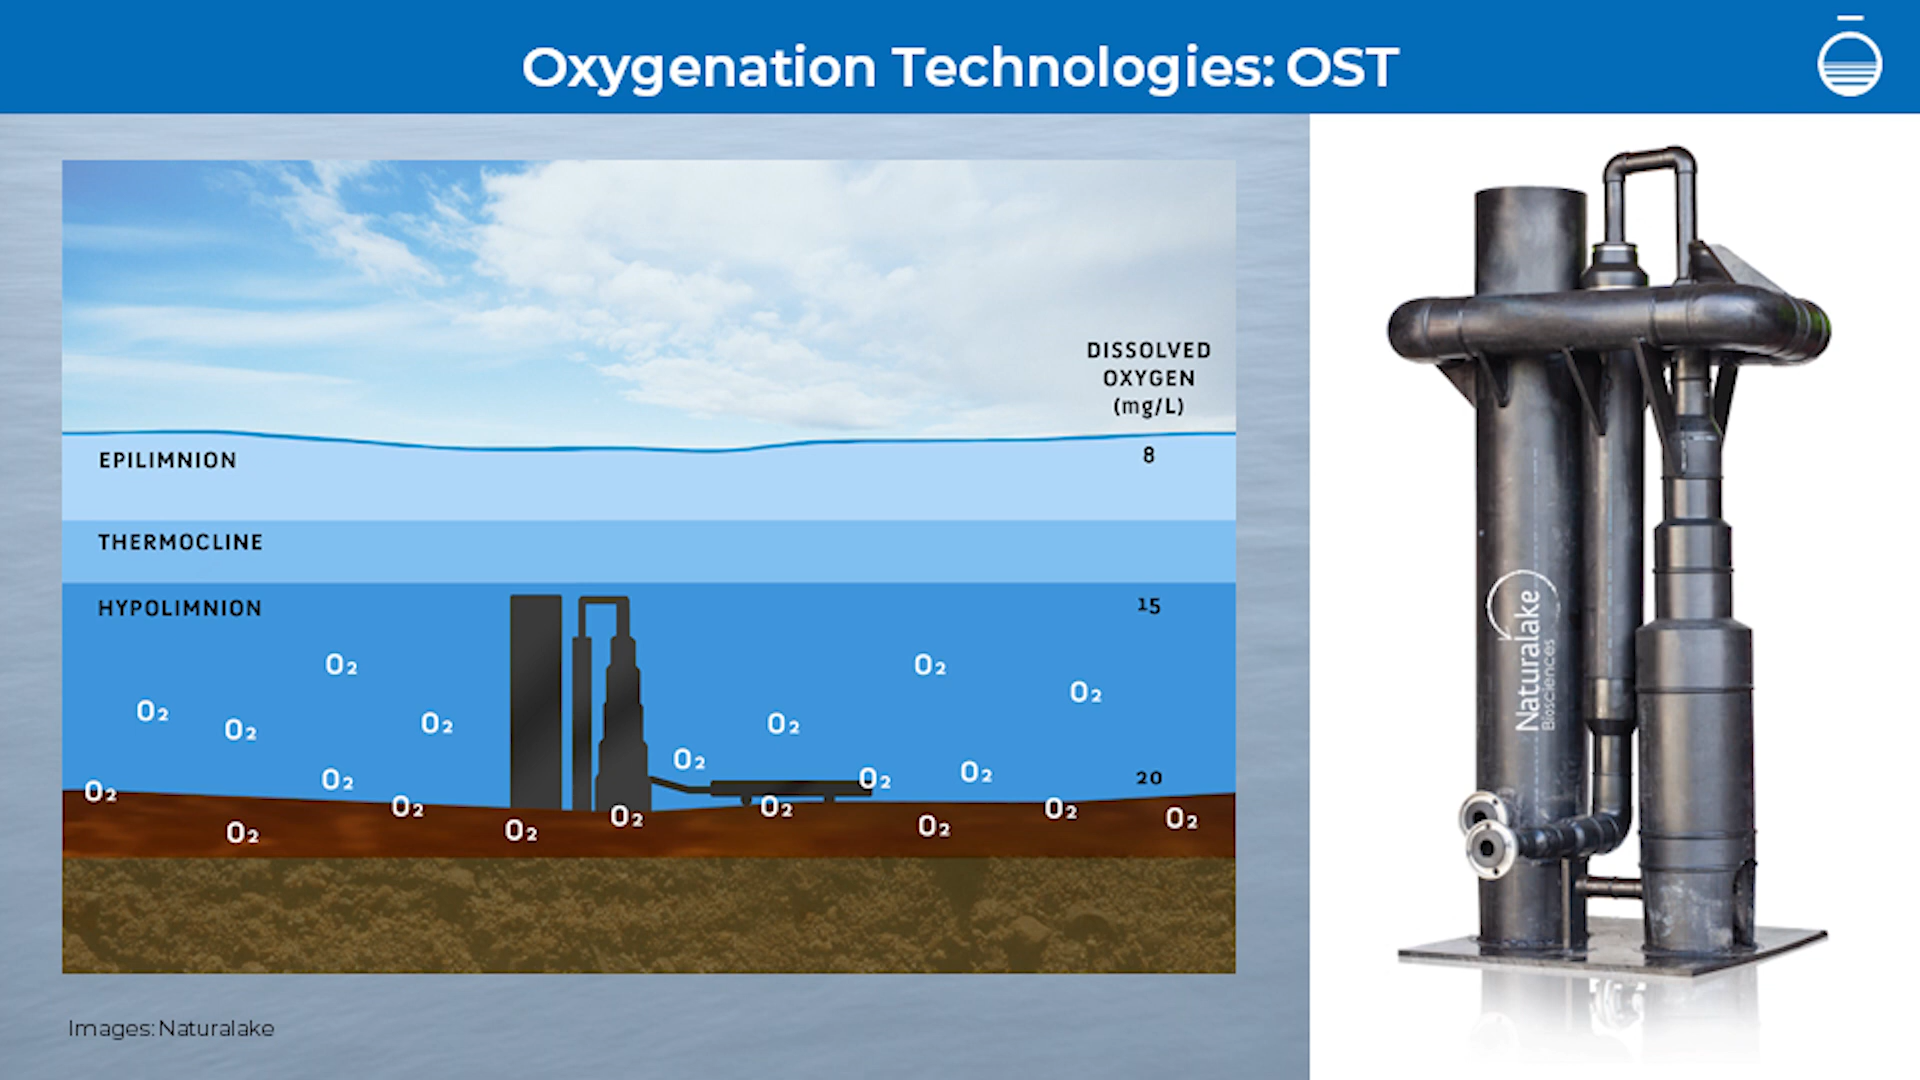 Oxygenation Technologies: OST
DISSOLVED
OXYGEN
(mg/L)
EPILIMNION
8
THERMOCLINE
HYPOLIMNION
15
O₂
O₂
O₂
O₂
O₂
O₂
O₂
O₂
O₂
O₂
O₂
O₂
20
O₂
O₂
O₂
O₂
O₂
O₂
O₂
O₂
Naturalake
Biosciences
Images: Naturalake